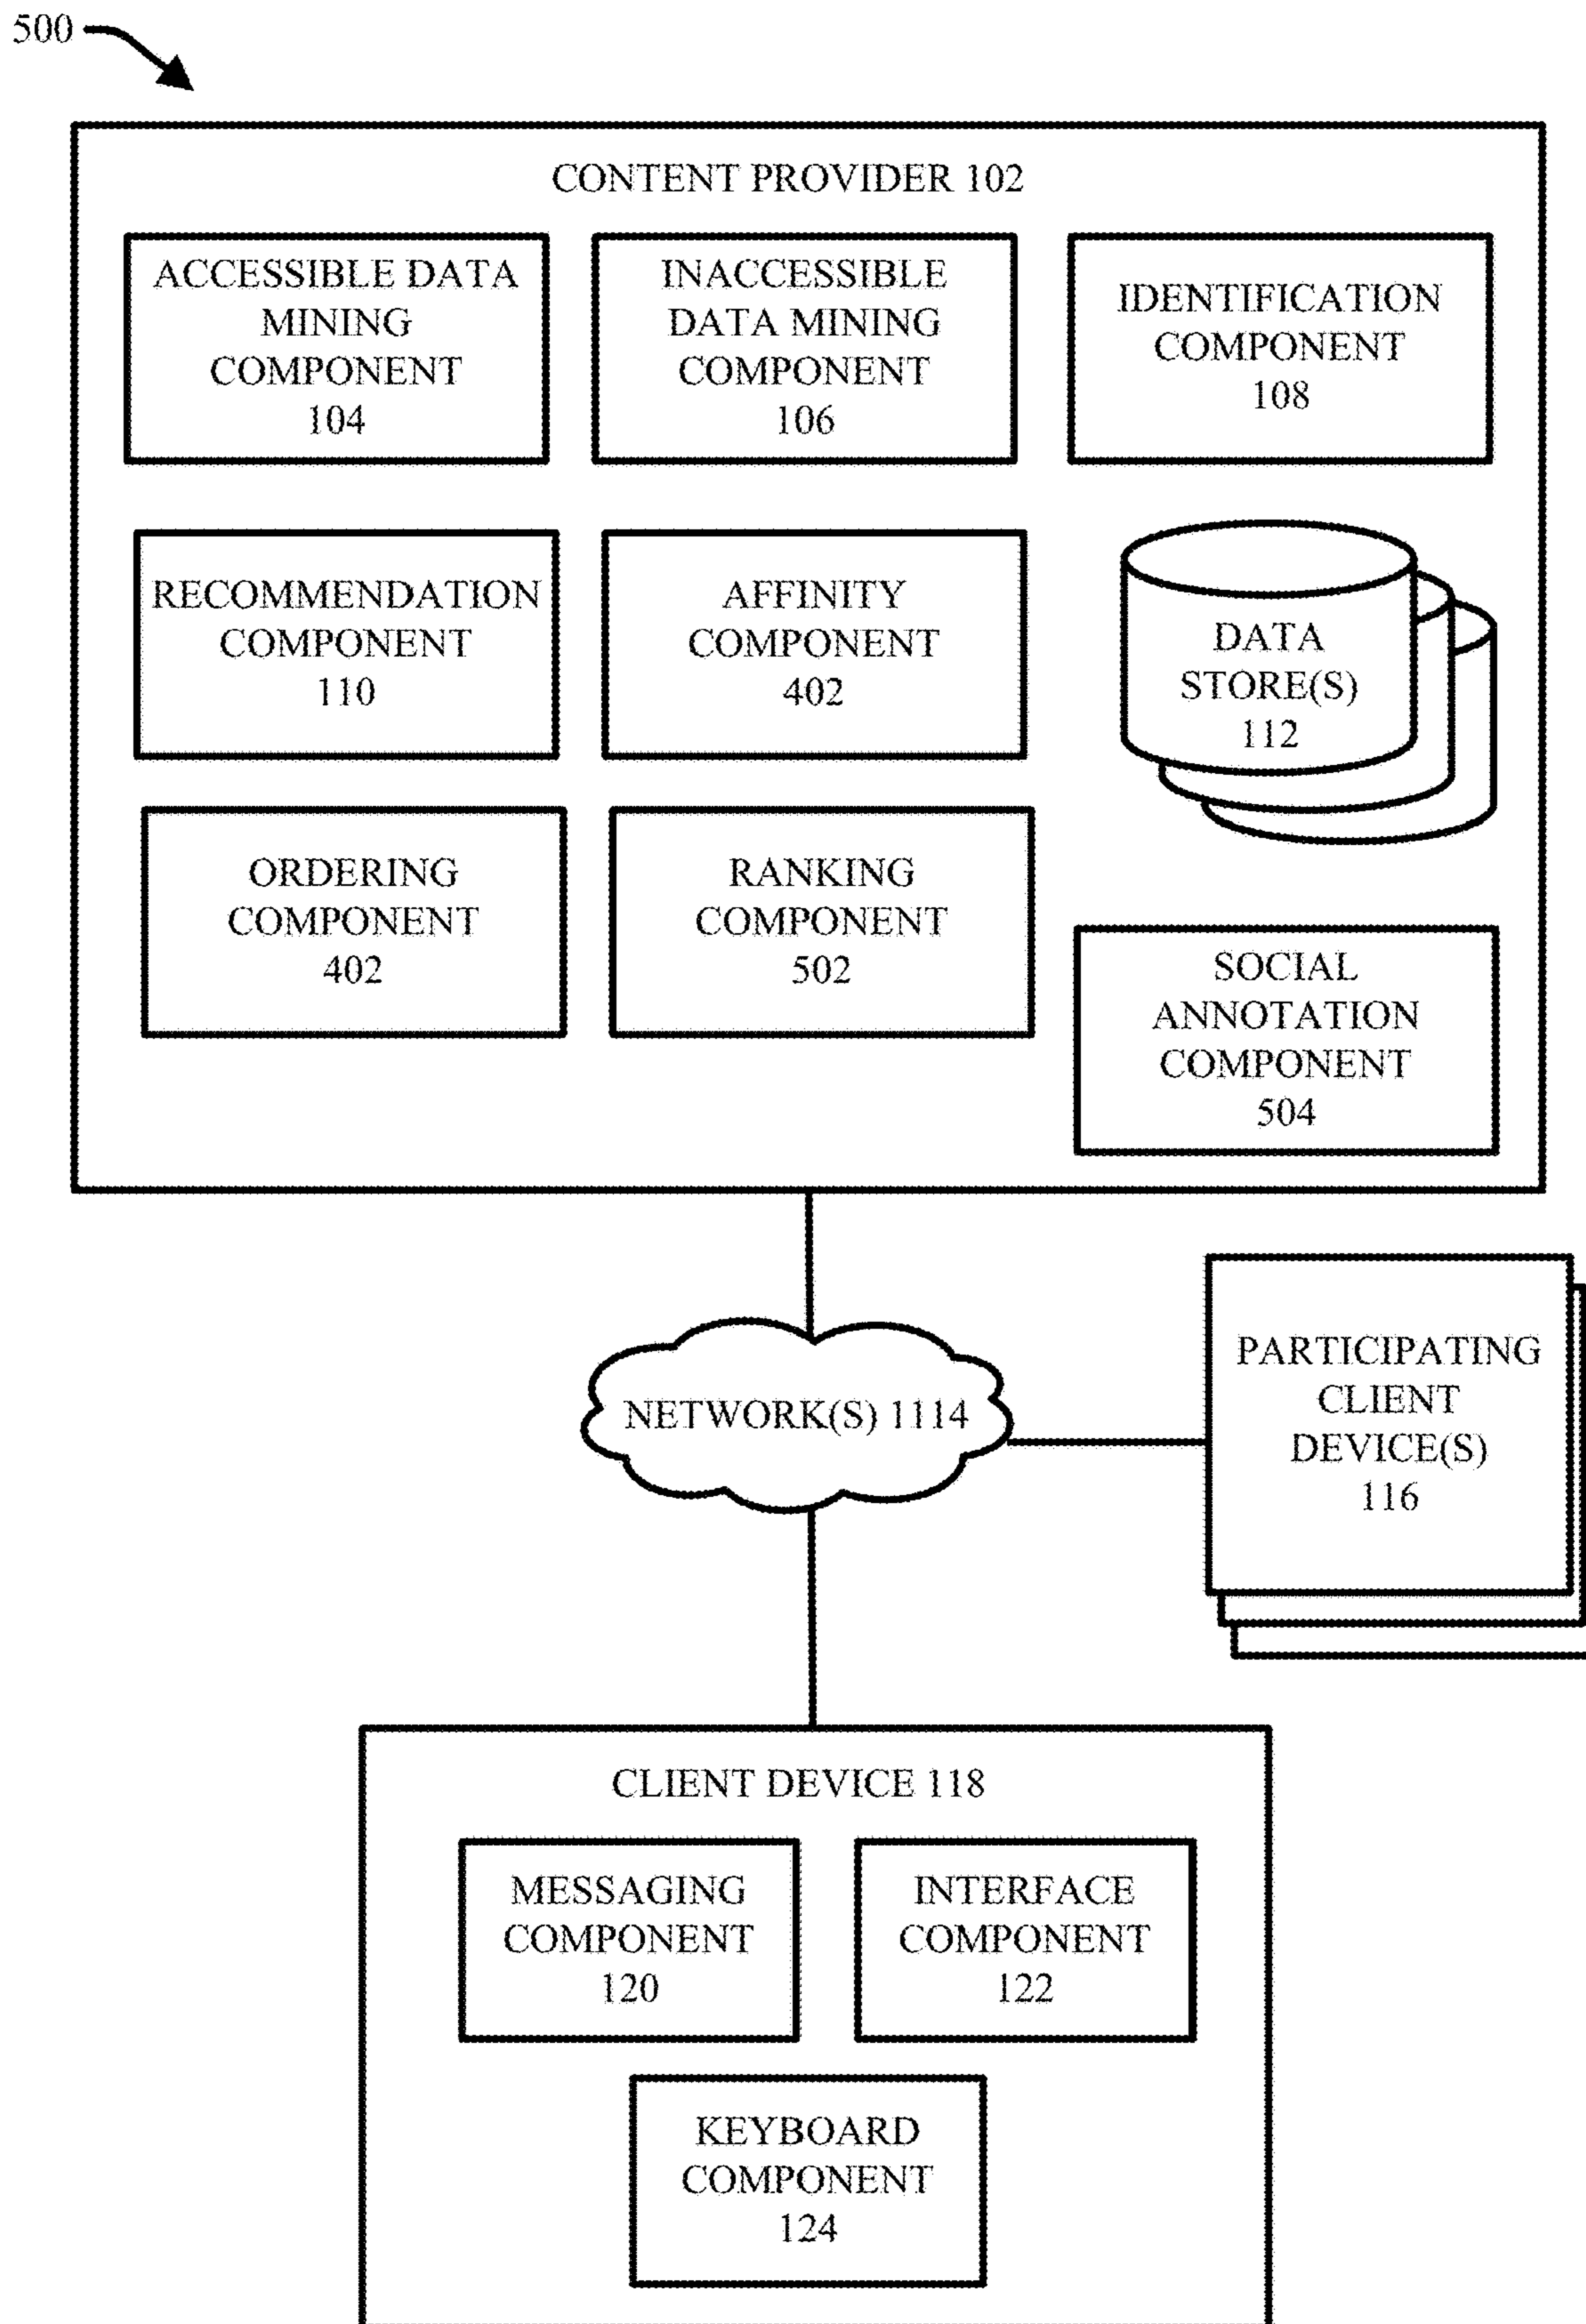 500
CONTENT PROVIDER 102
ACCESSIBLE DATA
MINING
COMPONENT
104
INACCESSIBLE
DATA MINING
COMPONENT
106
IDENTIFICATION
COMPONENT
108
RECOMMENDATION
COMPONENT
110
AFFINITY
COMPONENT
402
DATA
STORE(S)
112
ORDERING
COMPONENT
402
RANKING
COMPONENT
502
SOCIAL
ANNOTATION
COMPONENT
504
NETWORK(S) 1114
PARTICIPATING
CLIENT
DEVICE(S)
116
CLIENT DEVICE 118
MESSAGING
COMPONENT
120
INTERFACE
COMPONENT
122
KEYBOARD
COMPONENT
124